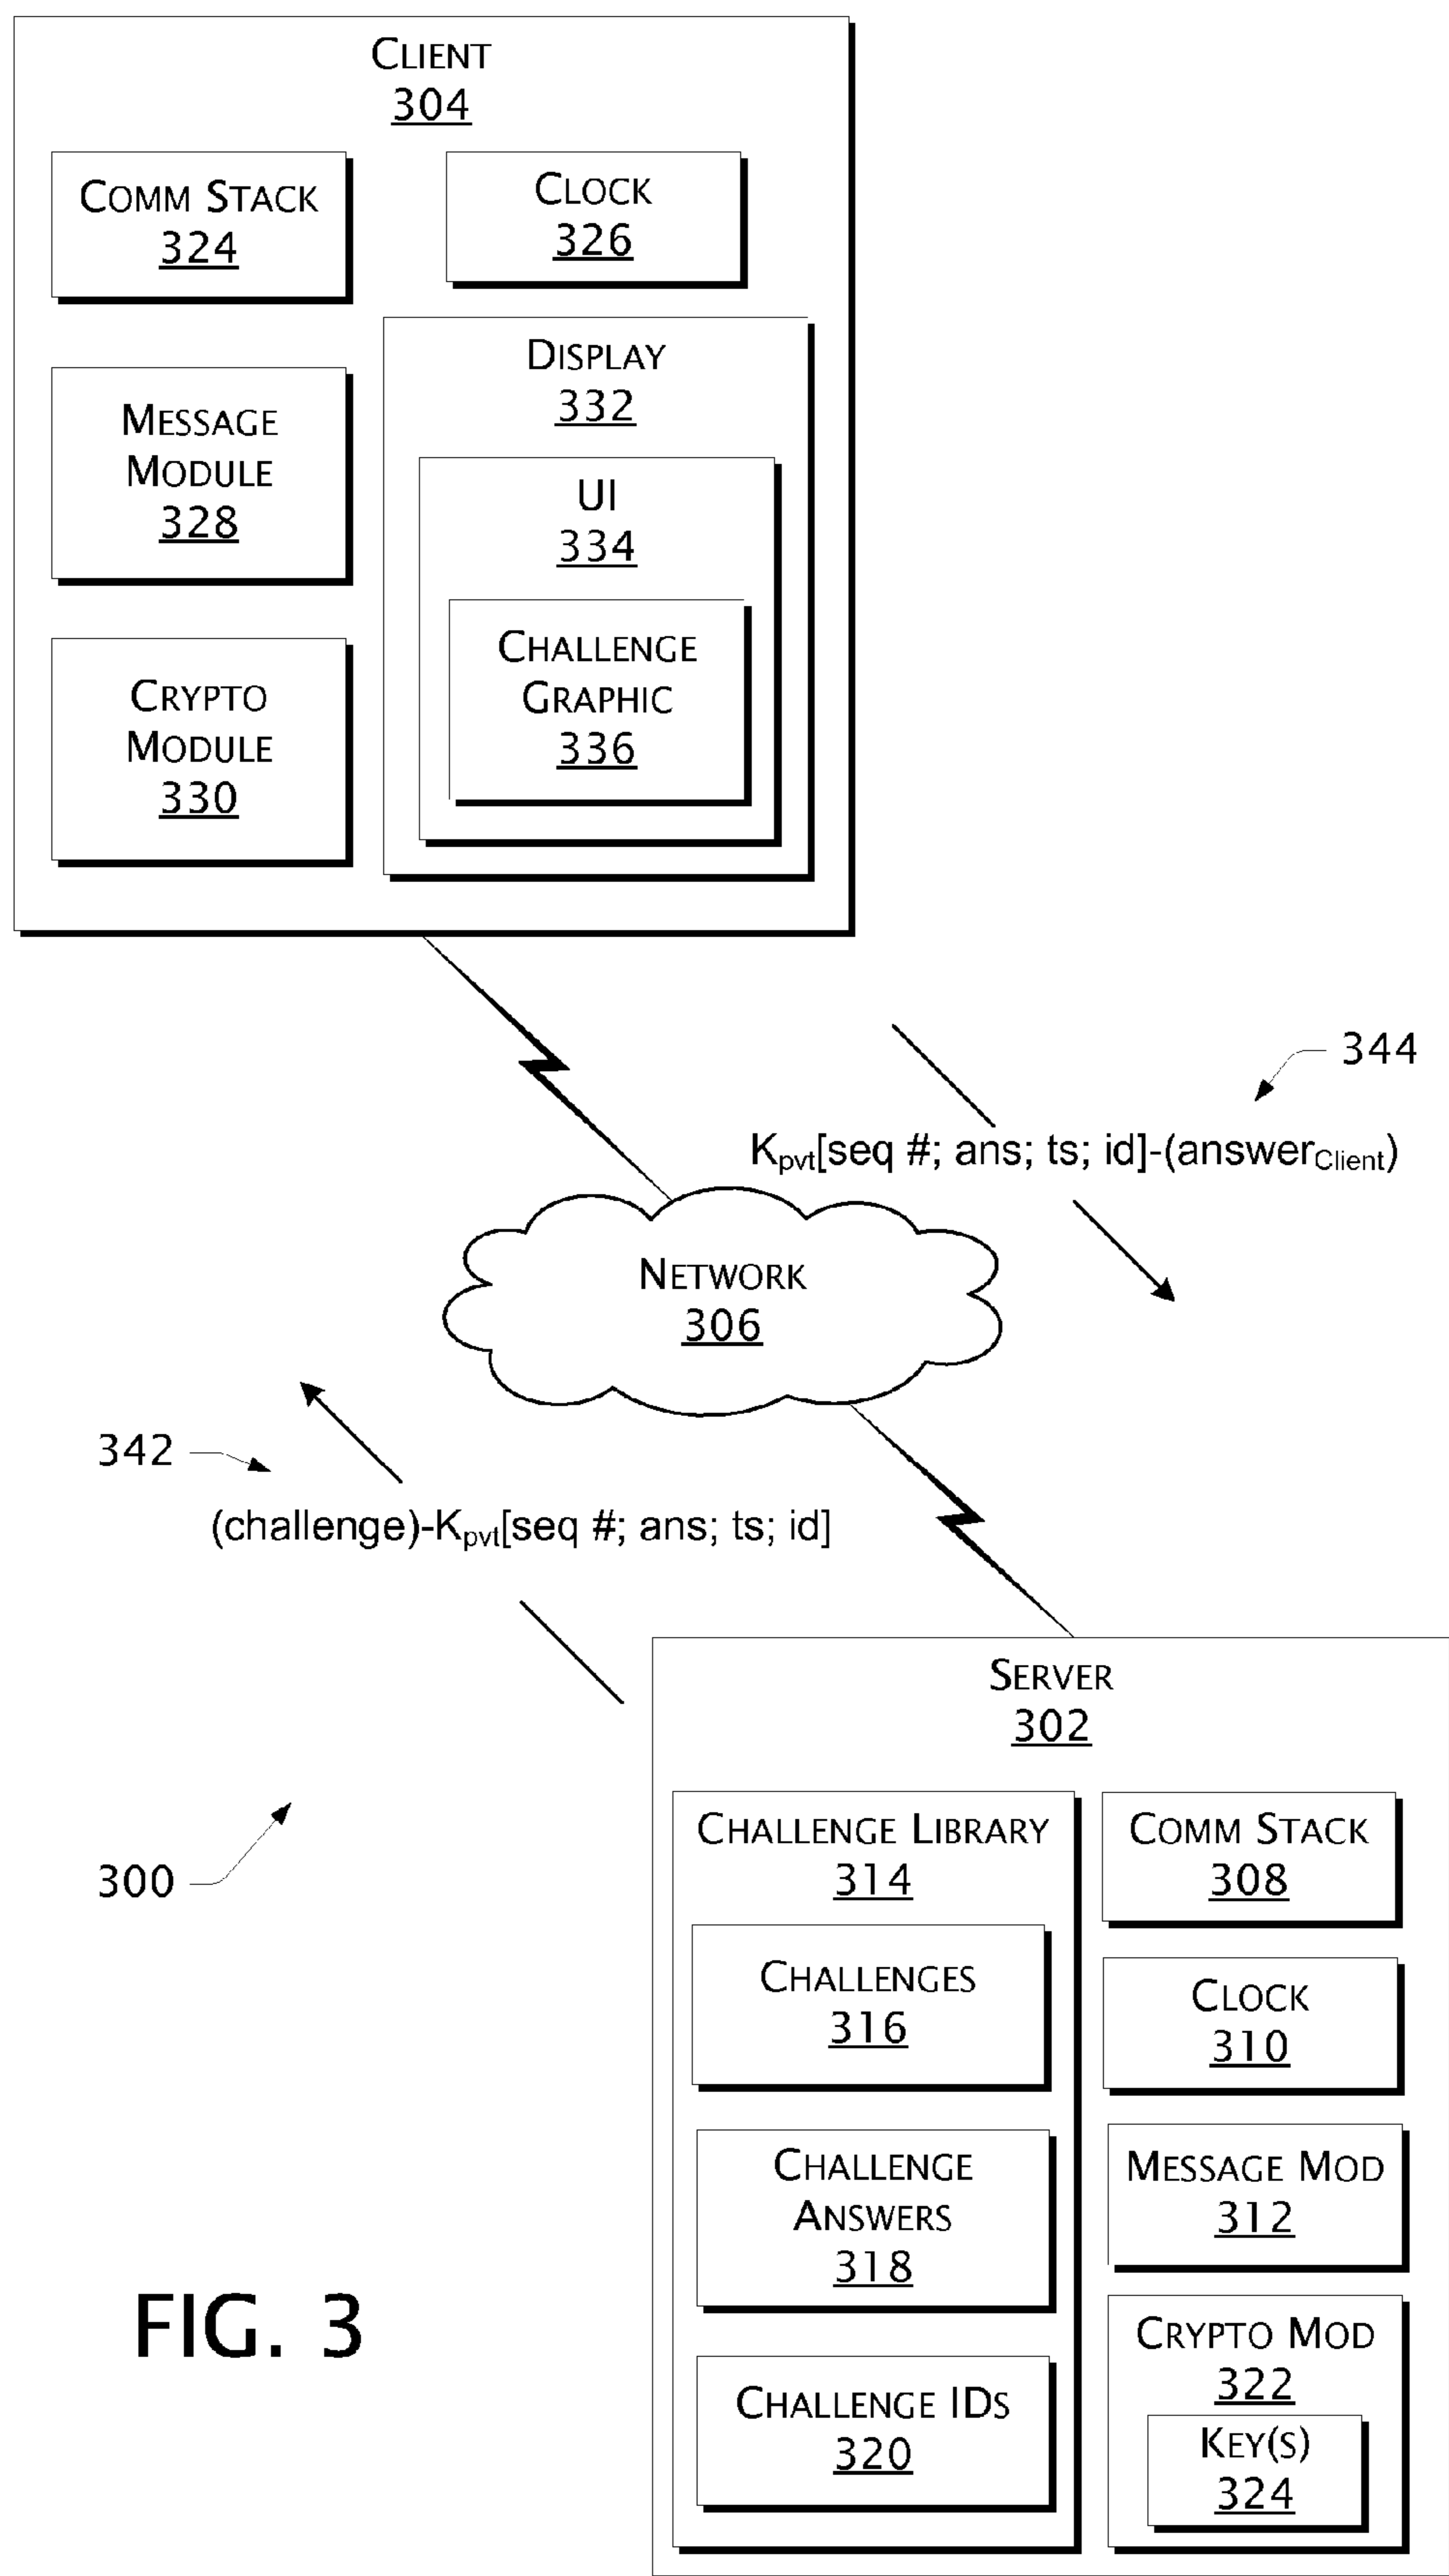 CLIENT
304
COMM STACK
324
CLOCK
326
MESSAGE
MODULE
328
DISPLAY
332
UI
334
CHALLENGE
GRAPHIC
336
CRYPTO
MODULE
330
344
Kpvt[seq #; ans; ts; id]-(answerClient)
NETWORK
306
342
(challenge)-Kpvt[seq #; ans; ts; id]
SERVER
302
300
CHALLENGE LIBRARY
314
CHALLENGES
316
CHALLENGE
ANSWERS
318
CHALLENGE IDS
320
COMM STACK
308
CLOCK
310
MESSAGE MOD
312
CRYPTO MOD
322
KEY(S)
324
FIG. 3